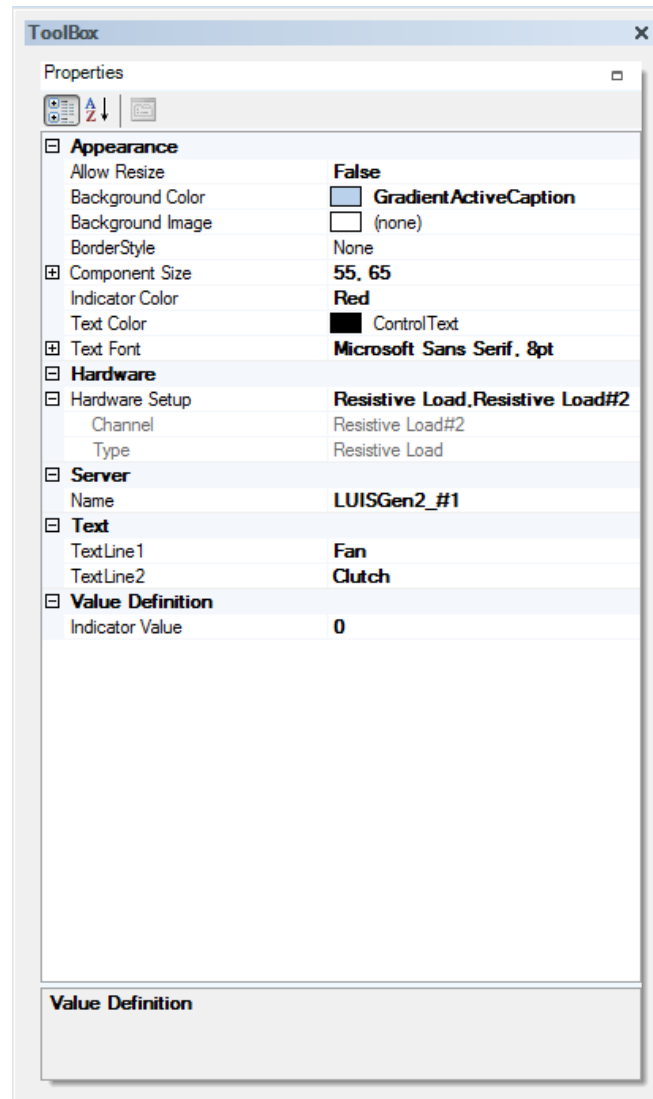 ToolBox
Properties
Appearance
Allow Resize False
Background Color GradientActiveCaption
Background Image (none)
BorderStyle None
Component Size 55, 65
Indicator Color Red
Text Color ControlText
Text Font Microsoft Sans Serif, 8pt
Hardware
Hardware Setup Resistive Load,Resistive Load#2
Channel Resistive Load#2
Type Resistive Load
Server
Name LUISGen2_#1
Text
TextLine1 Fan
TextLine2 Clutch
Value Definition
Indicator Value 0
Value Definition